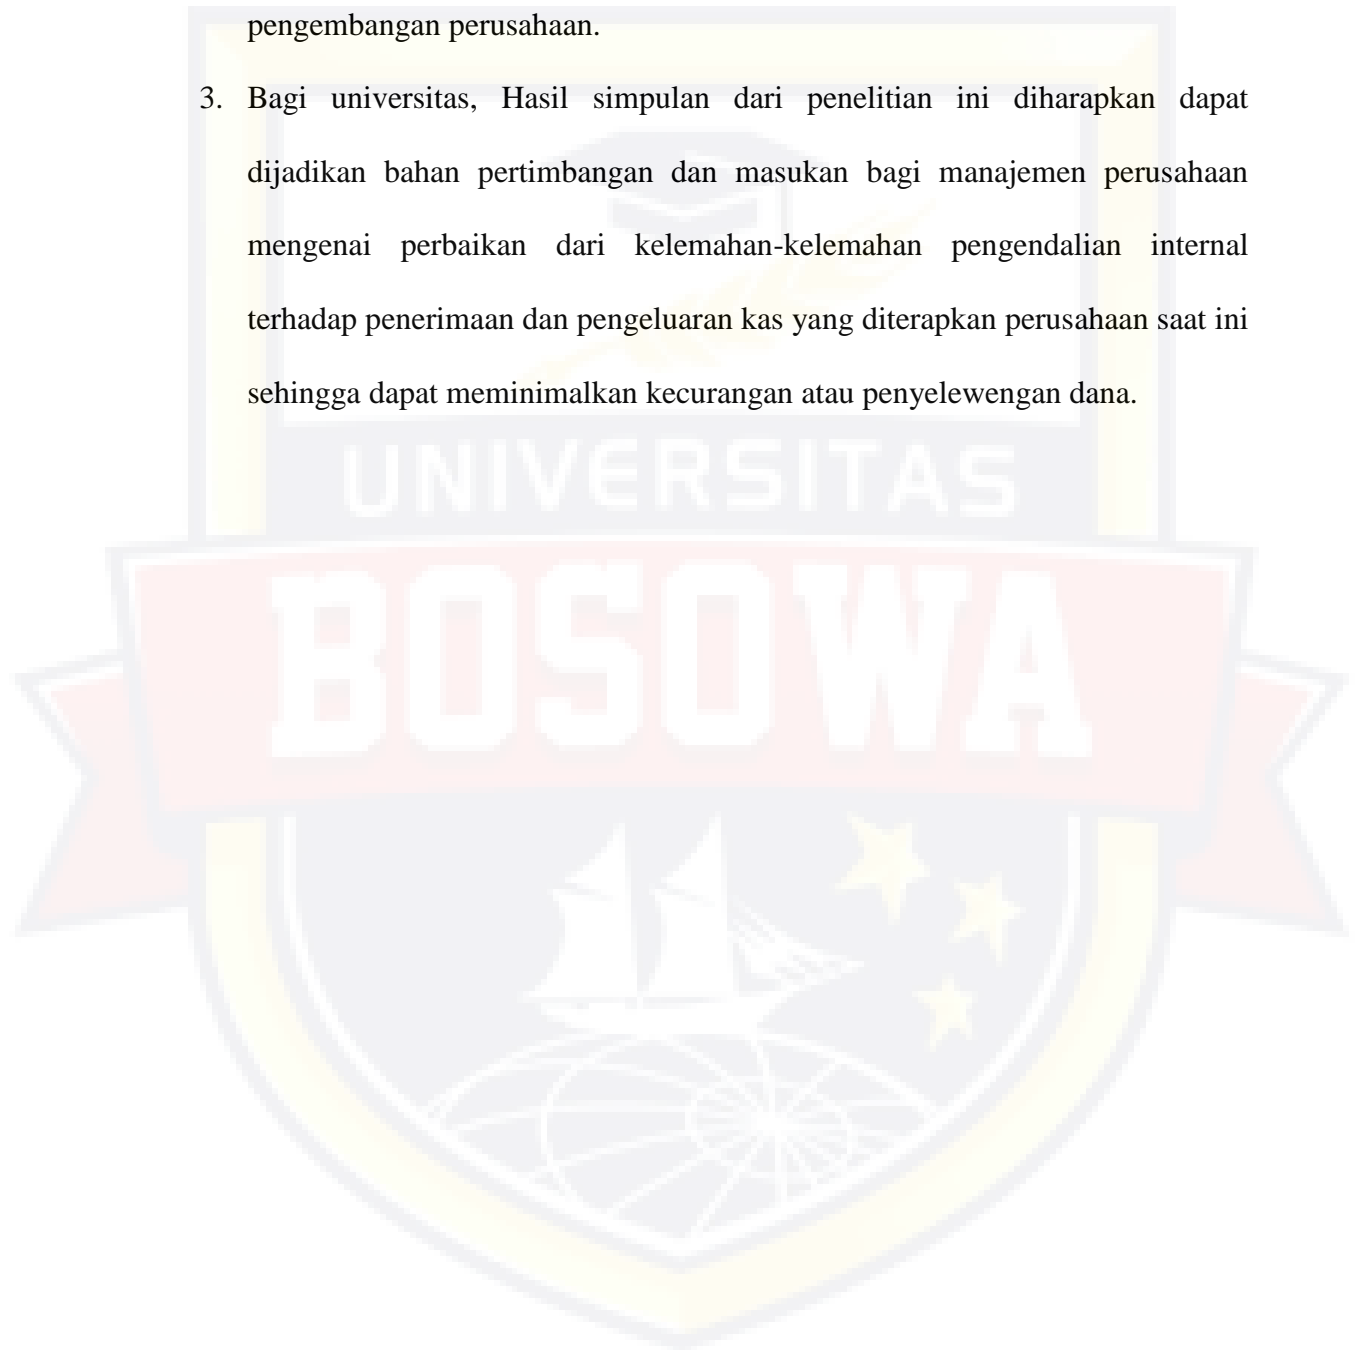 pengembangan perusahaan.
3. Bagi universitas, Hasil simpulan dari penelitian ini diharapkan dapat
dijadikan bahan pertimbangan dan masukan bagi manajemen perusahaan
mengenai perbaikan dari kelemahan-kelemahan pengendalian internal
terhadap penerimaan dan pengeluaran kas yang diterapkan perusahaan saat ini
sehingga dapat meminimalkan kecurangan atau penyelewengan dana.
UNIVERSITAS
BOSOWA